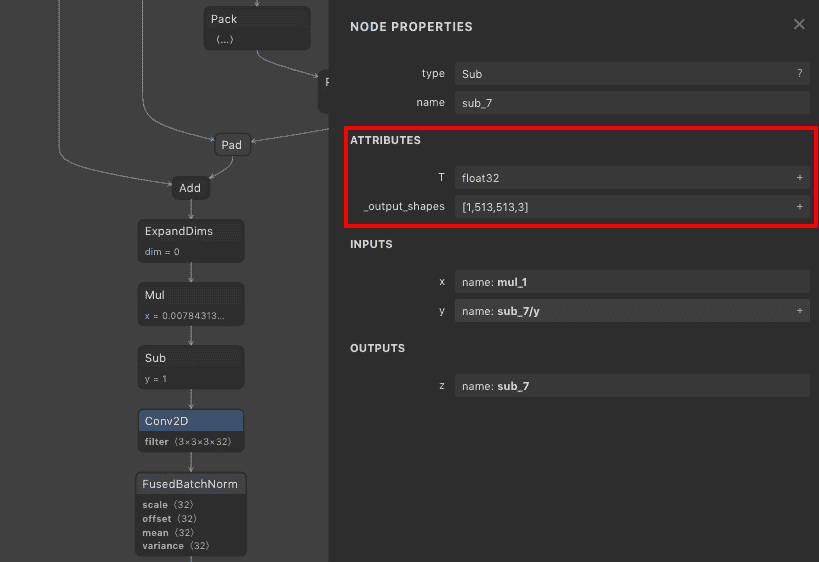 Pack
⟨...⟩
Pad
Add
ExpandDims
dim = 0
Mul
x = 0.00784313...
Sub
y = 1
Conv2D
filter ⟨3×3×3×32⟩
FusedBatchNorm
scale ⟨32⟩
offset ⟨32⟩
mean ⟨32⟩
variance ⟨32⟩
NODE PROPERTIES ×
type Sub ?
name sub_7
ATTRIBUTES
T float32 +
_output_shapes [1,513,513,3] +
INPUTS
x name: mul_1
y name: sub_7/y +
OUTPUTS
z name: sub_7